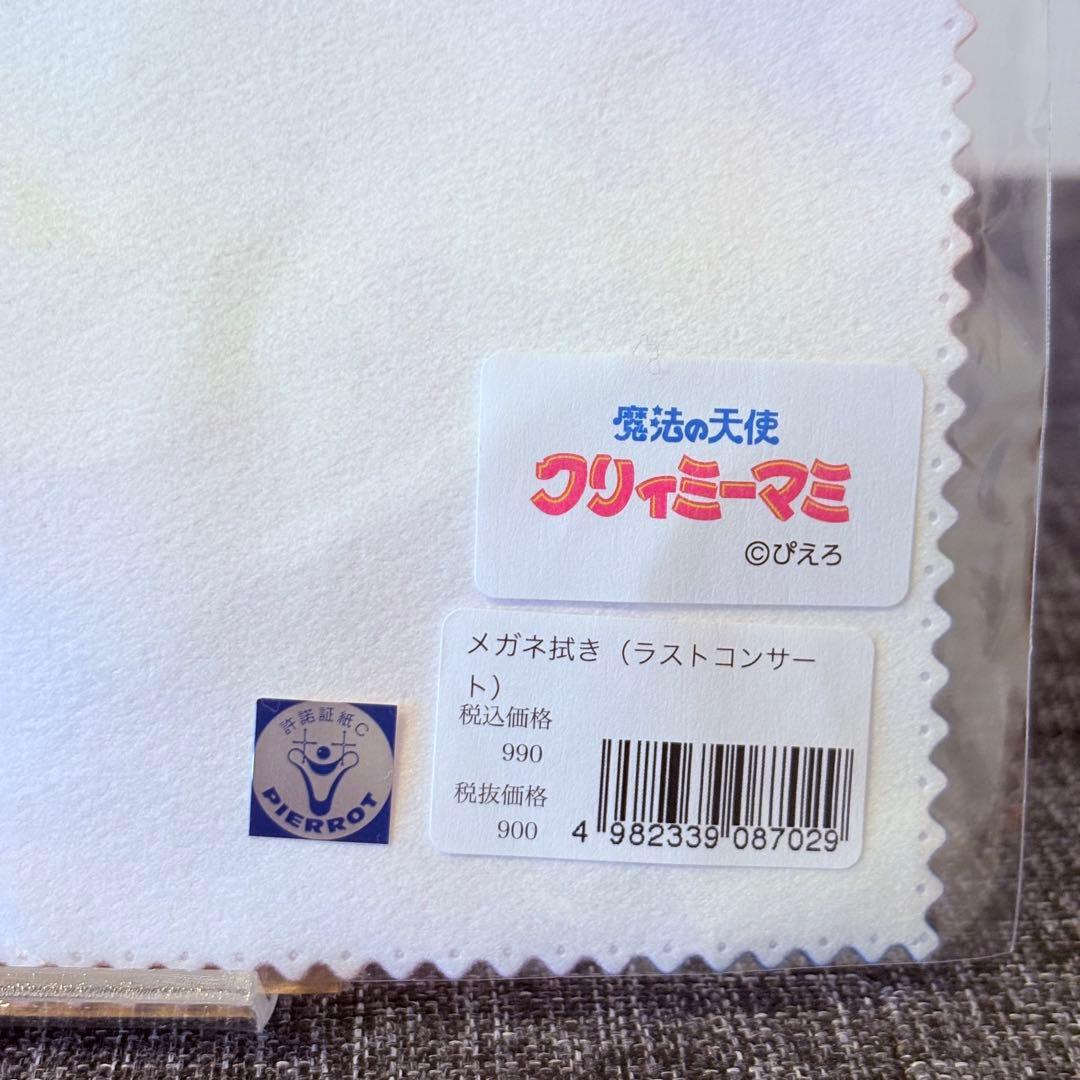 魔法の天使
クリィミーマミ
©ぴえろ
メガネ拭き（ラストコンサー
ト）
税込価格
990
税抜価格
900
4 982339 087029
許諾証紙C
PIERROT